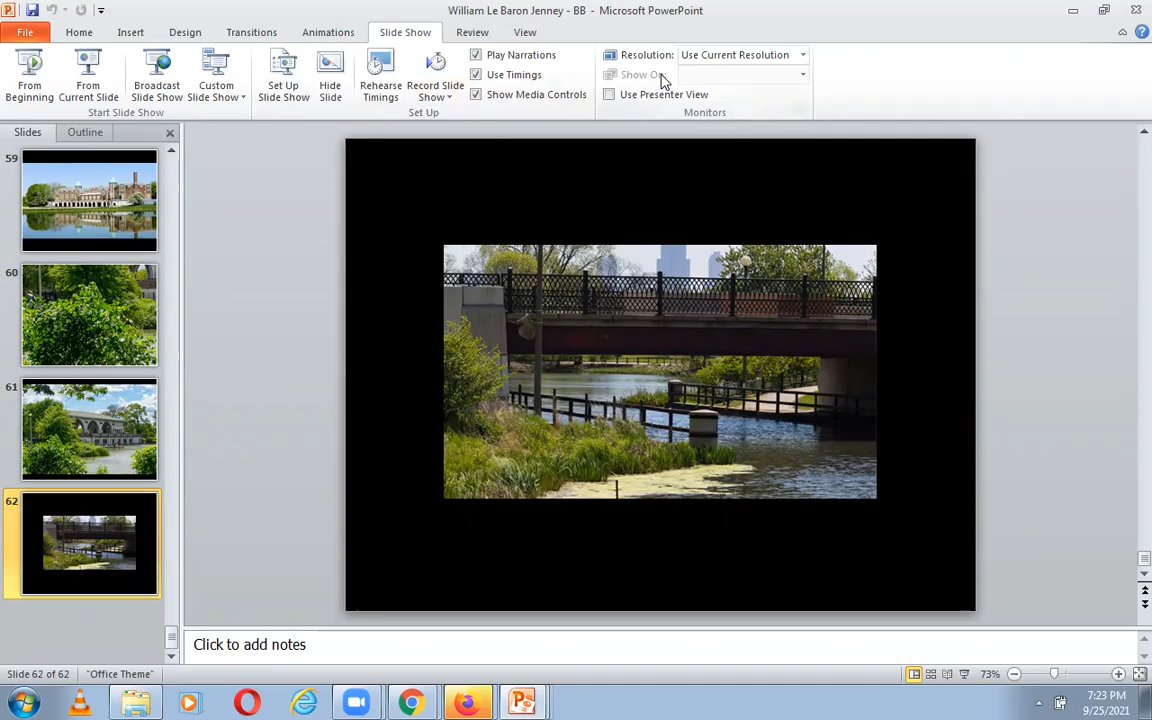 William Le Baron Jenney - BB - Microsoft PowerPoint
File Home Insert Design Transitions Animations Slide Show Review View
From Beginning
From Current Slide
Broadcast Slide Show
Custom Slide Show
Set Up Slide Show
Hide Slide
Rehearse Timings
Record Slide Show
Play Narrations
Use Timings
Show Media Controls
Resolution: Use Current Resolution
Show
Use Presenter View
Start Slide Show
Set Up
Monitors
Slides Outline
59
60
61
62
Click to add notes
Slide 62 of 62 "Office Theme" 73%
7:23 PM
9/25/2021